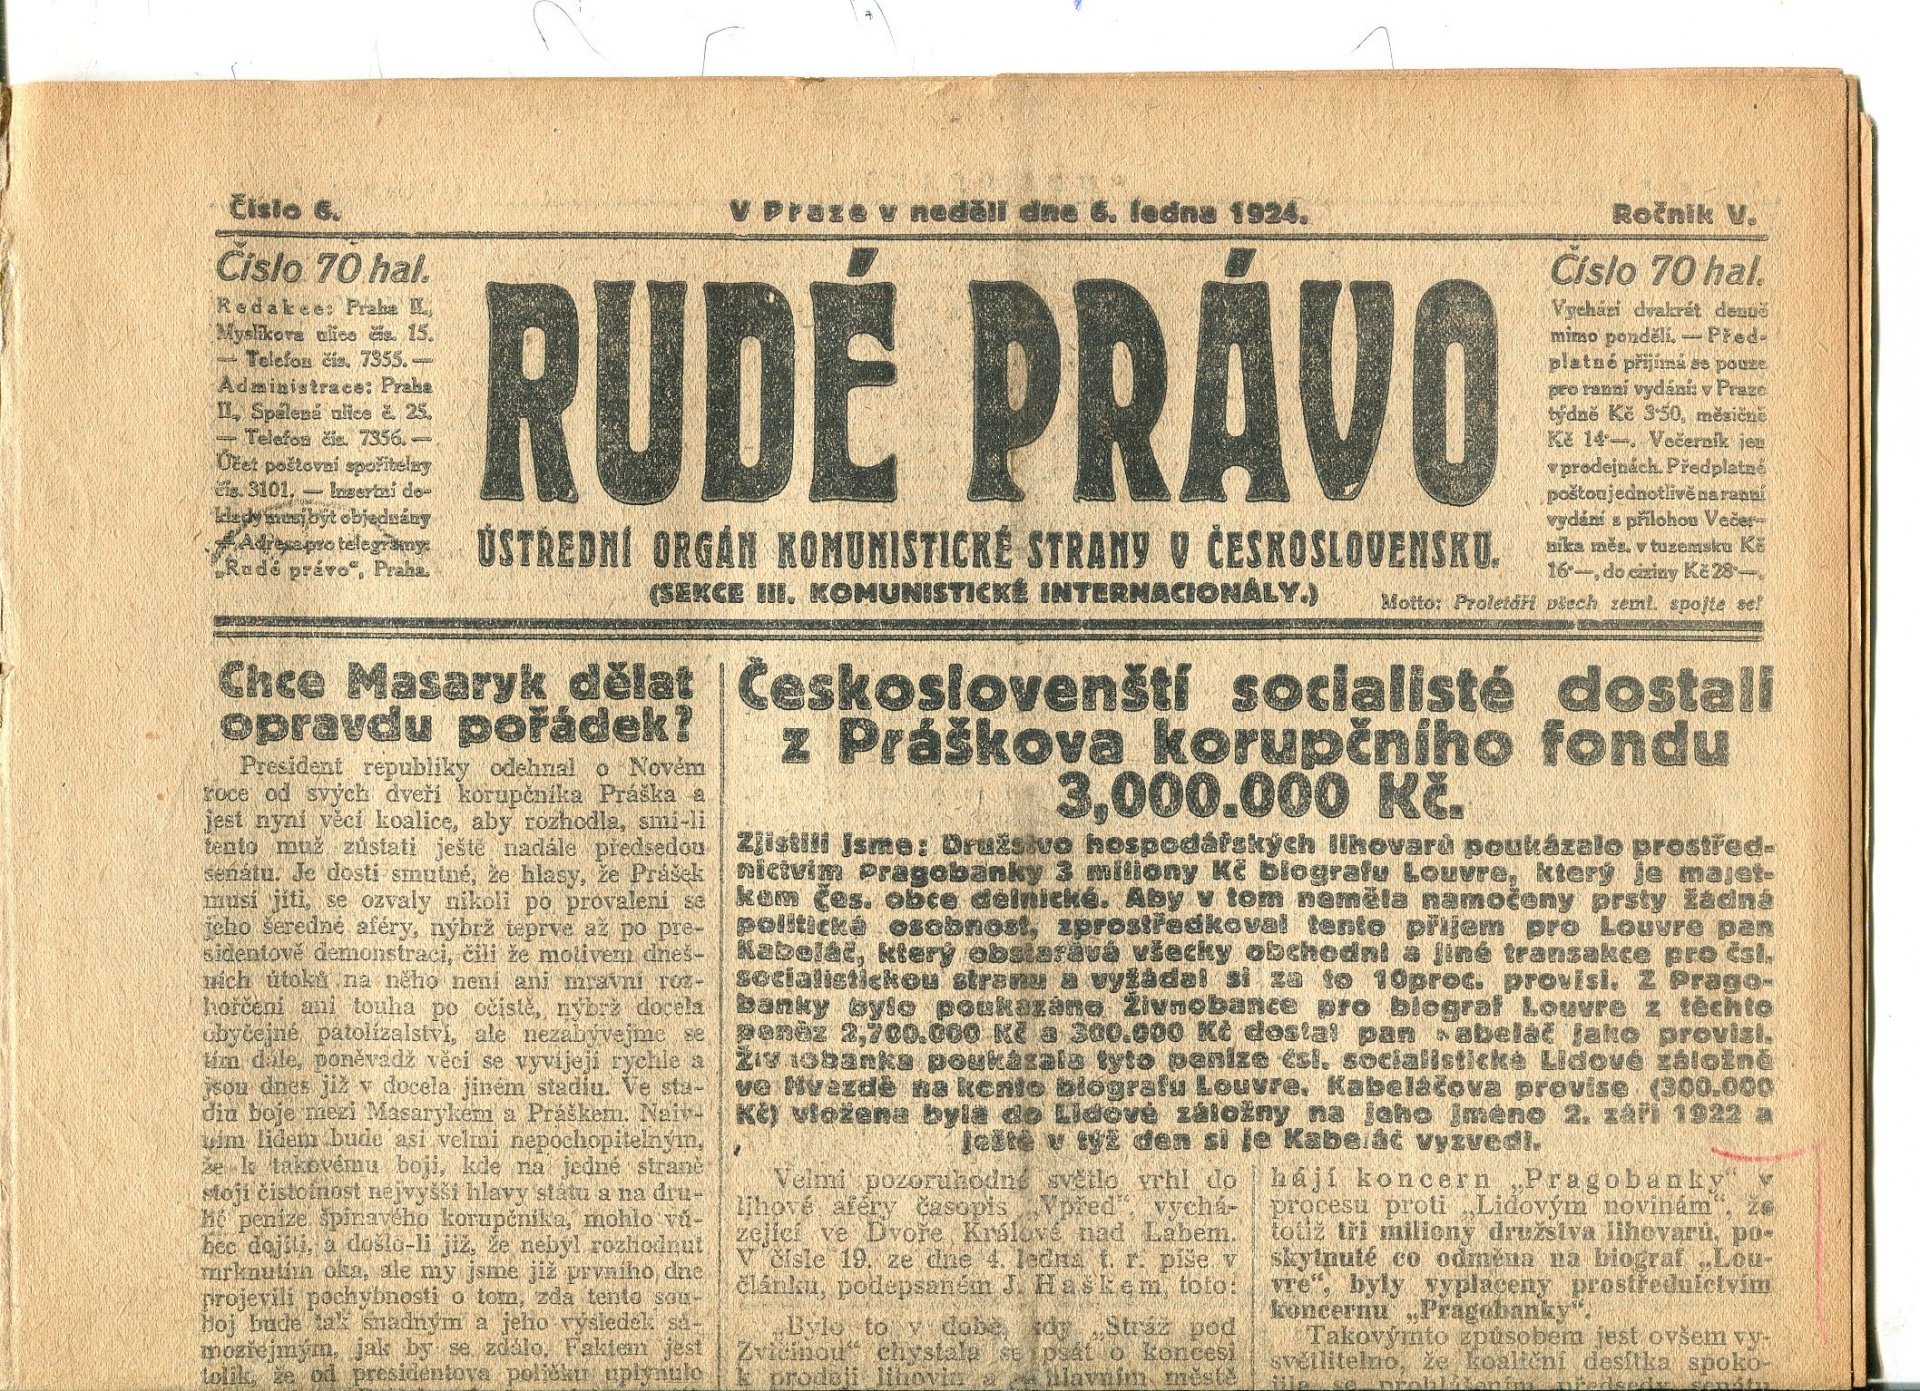 Číslo 6.
V Praze v neděli dne 6. ledna 1924.
Ročník V.
Číslo 70 hal.
Redakce: Praha II.,
Myslíkova ulice čís. 15.
— Telefon čís. 7355. —
Administrace: Praha
II., Spálená ulice č. 25.
— Telefon čís. 7356. —
Účet poštovní spořitelny
čís. 3101. — Insertní do-
klady musí být objednány
— Adresa pro telegramy:
„Rudé právo“, Praha.
RUDÉ PRÁVO
ÚSTŘEDNÍ ORGÁN KOMUNISTICKÉ STRANY V ČESKOSLOVENSKU.
(SEKCE III. KOMUNISTICKÉ INTERNACIONÁLY.)
Číslo 70 hal.
Vychází dvakrát denně
mimo pondělí. — Před-
platné přijímá se pouze
pro ranní vydání: v Praze
týdně Kč 3·50, měsíčně
Kč 14·—. Večerník jen
v prodejnách. Předplatné
poštou jednotlivě na ranní
vydání s přílohou Večer-
níka měs. v tuzemsku Kč
16·—, do ciziny Kč 28·—.
Motto: Proletáři všech zemí, spojte se!
Chce Masaryk dělat
opravdu pořádek?
President republiky odehnal o Novém
roce od svých dveří korupčníka Práška a
jest nyní věcí koalice, aby rozhodla, smí-li
tento muž zůstati ještě nadále předsedou
senátu. Je dosti smutné, že hlasy, že Prášek
musí jíti, se ozvaly nikoli po provalení se
jeho šeredné aféry, nýbrž teprve až po pre-
sidentově demonstraci, čili že motivem dneš-
ních útoků na něho není ani mravní roz-
hořčení ani touha po očistě, nýbrž docela
obyčejné patolízalství, ale nezabývejme se
tím dále, poněvadž věci se vyvíjejí rychle a
jsou dnes již v docela jiném stadiu. Ve sta-
diu boje mezi Masarykem a Práškem. Naiv-
ním lidem bude asi velmi nepochopitelným,
že k takovému boji, kde na jedné straně
stojí čistotnost nejvyšší hlavy státu a na dru-
hé peníze špinavého korupčníka, mohlo vů-
bec dojíti, a došlo-li již, že nebyl rozhodnut
mrknutím oka, ale my jsme již prvního dne
projevili pochybnosti o tom, zda tento sou-
boj bude tak snadným a jeho výsledek sa-
mozřejmým, jak by se zdálo. Faktem jest
tolik, že od presidentova políčku uplynulo
Českoslovenští socialisté dostali
z Práškova korupčního fondu
3,000.000 Kč.
Zjistili jsme: Družstvo hospodářských lihovarů poukázalo prostřed-
nictvím Pragobanky 3 miliony Kč biografu Louvre, který je majet-
kem čes. obce dělnické. Aby v tom neměla namočeny prsty žádná
politická osobnost, zprostředkoval tento příjem pro Louvre pan
Kabeláč, který obstarává všecky obchodní a jiné transakce pro čsl.
socialistickou stranu a vyžádal si za to 10proc. provisi. Z Prago-
banky bylo poukázáno Živnobance pro biograf Louvre z těchto
peněz 2,700.000 Kč a 300.000 Kč dostal pan Kabeláč jako provisi.
Živnobanka poukázala tyto peníze čsl. socialistické Lidové záložně
ve Hvězdě na konto biografu Louvre. Kabeláčova provise (300.000
Kč) vložena byla do Lidové záložny na jeho jméno 2. září 1922 a
ještě v týž den si je Kabeláč vyzvedl.
Velmi pozoruhodné světlo vrhl do
lihové aféry časopis „Vpřed“, vychá-
zející ve Dvoře Králové nad Labem.
V čísle 19. ze dne 4. ledna t. r. píše v
článku, podepsaném J. Haškem, toto:
„Bylo to v době, kdy „Stráž pod
Zvičinou“ chystala se psát o koncesi
k prodeji lihovin a hlavním městě
hájí koncern „Pragobanky“ v
procesu proti „Lidovým novinám“, že
totiž tři miliony družstva lihovarů, po-
skytnuté co odměna na biograf „Lou-
vre“, byly vyplaceny prostřednictvím
koncernu „Pragobanky“.
Takovýmto způsobem jest ovšem vy-
světlitelno, že koaliční desítka spoko-
jila se prohlášením předsedy senátu